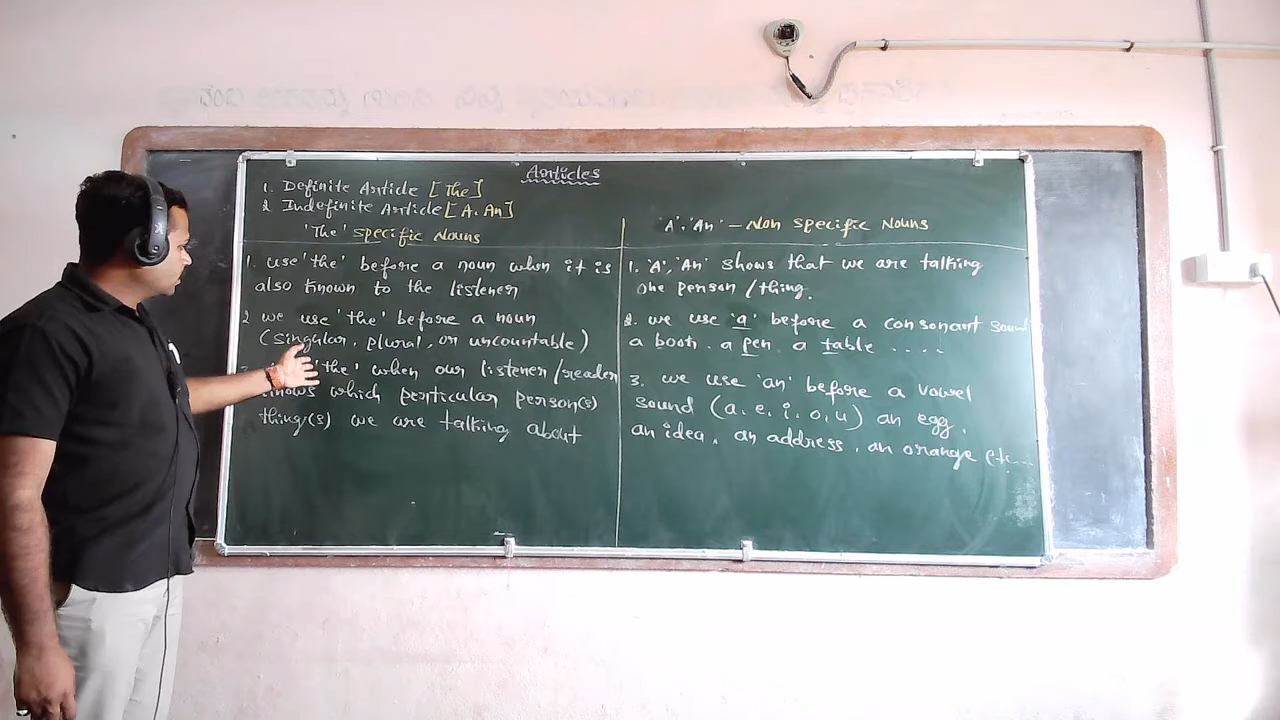 Articles
1. Definite Article [The]
2 Indefinite Article [A. An]
'The' specific Nouns
1. use 'the' before a noun when it is
also known to the listener
2 we use 'the' before a noun
(singular, plural, or uncountable)
'the' when our listener/reader
knows which perticular person(s)
thing(s) we are talking about
'A', 'An' - Non specific Nouns
1. 'A', 'An' shows that we are talking
one person/thing.
2. we use 'a' before a consonant sound
a book. a pen. a table ....
3. we use 'an' before a vowel
sound (a. e. i. o. u) an egg.
an idea, an address, an orange etc...